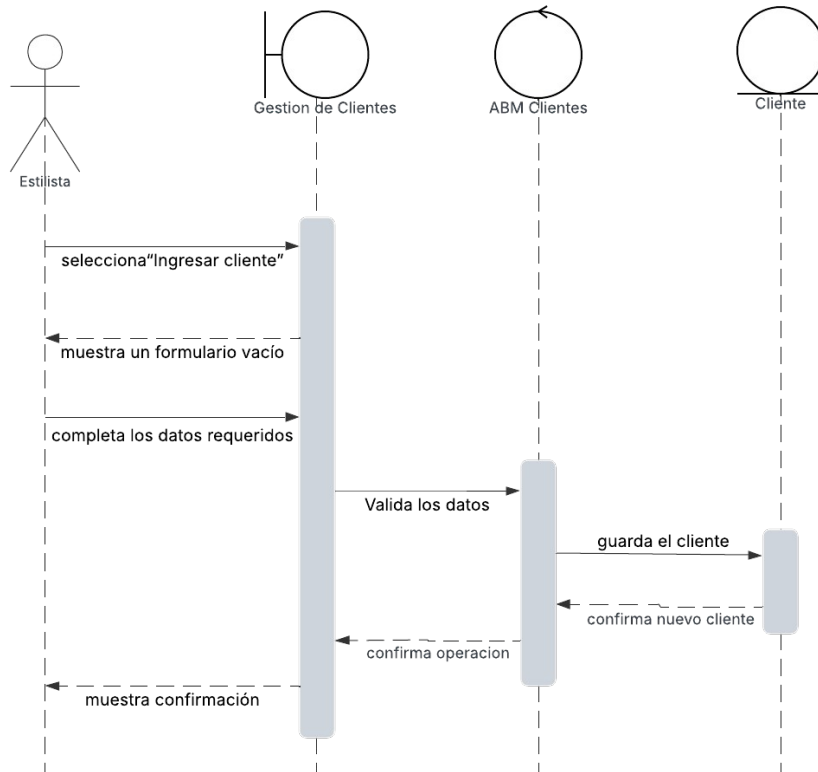 Gestion de Clientes
ABM Clientes
Cliente
Estilista
selecciona“Ingresar cliente”
muestra un formulario vacío
completa los datos requeridos
Valida los datos
guarda el cliente
confirma nuevo cliente
confirma operacion
muestra confirmación